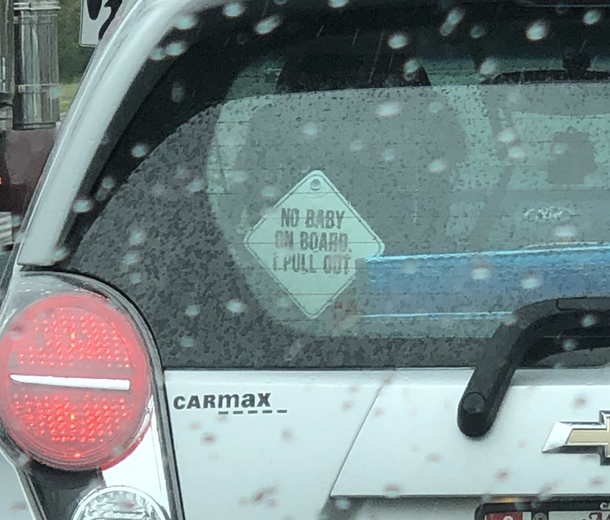 NO BABY
ON BOARD
I PULL OUT
CARmax